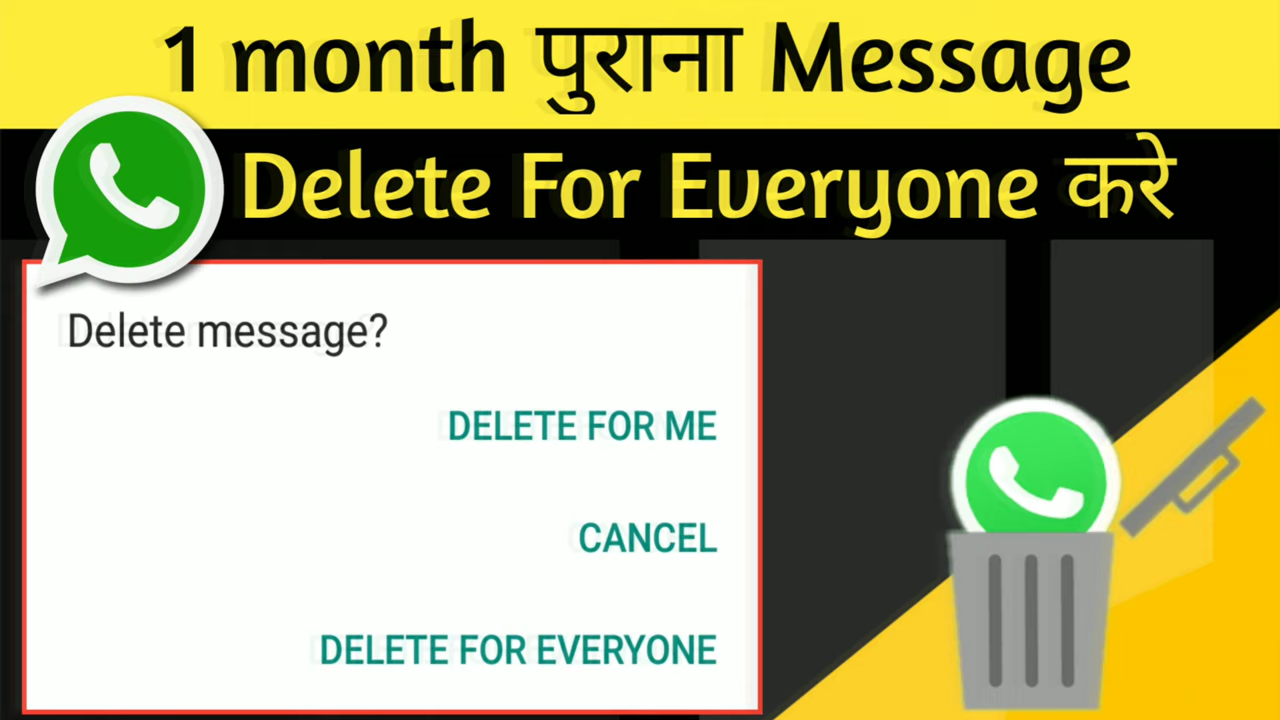 1 month पुराना Message
Delete For Everyone करे
Delete message?
DELETE FOR ME
CANCEL
DELETE FOR EVERYONE